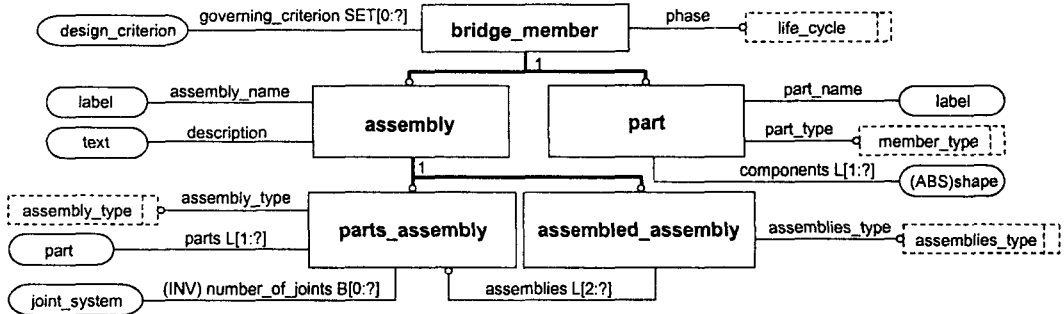 governing_criterion SET[0:?]
phase
design_criterion
bridge_member
life_cycle
1
label
assembly_name
assembly
part
part_name
label
text
description
part_type
member_type
1
components L[1:?]
(ABS)shape
assembly_type
assembly_type
parts_assembly
assembled_assembly
assemblies_type
assemblies_type
part
parts L[1:?]
joint_system
(INV) number_of_joints B[0:?]
assemblies L[2:?]